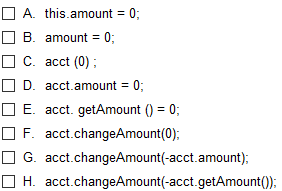 A. this.amount = 0;
B. amount = 0;
C. acct (0) ;
D. acct.amount = 0;
E. acct. getAmount () = 0;
F. acct.changeAmount(0);
G. acct.changeAmount(-acct.amount);
H. acct.changeAmount(-acct.getAmount());